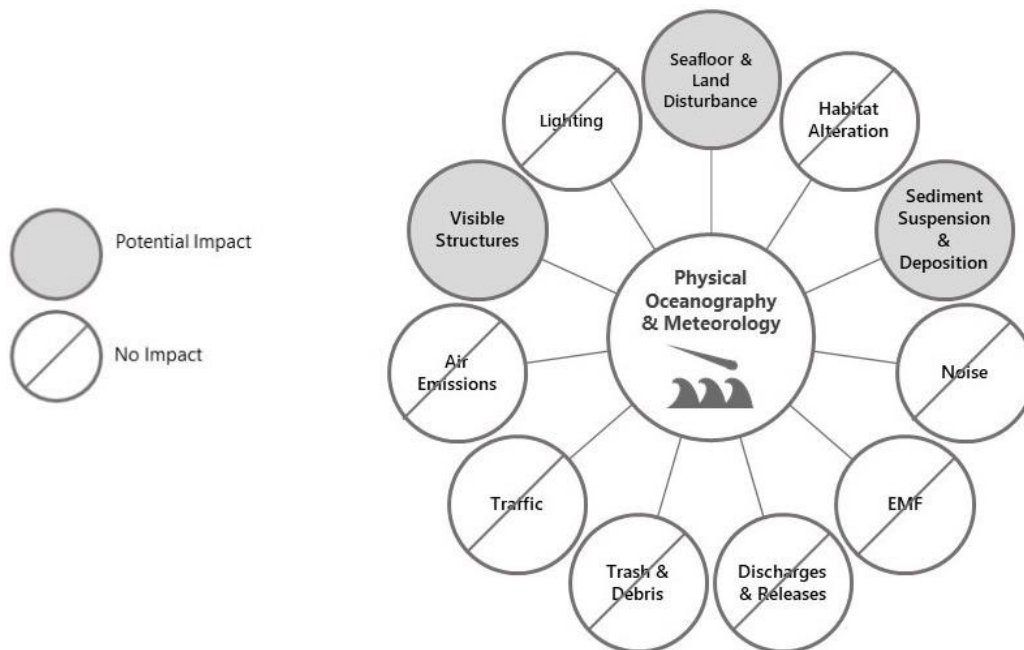 Seafloor &
Land
Disturbance
Habitat
Alteration
Sediment
Suspension
&
Deposition
Noise
EMF
Discharges
& Releases
Trash &
Debris
Traffic
Air
Emissions
Visible
Structures
Lighting
Physical
Oceanography
& Meteorology
Potential Impact
No Impact